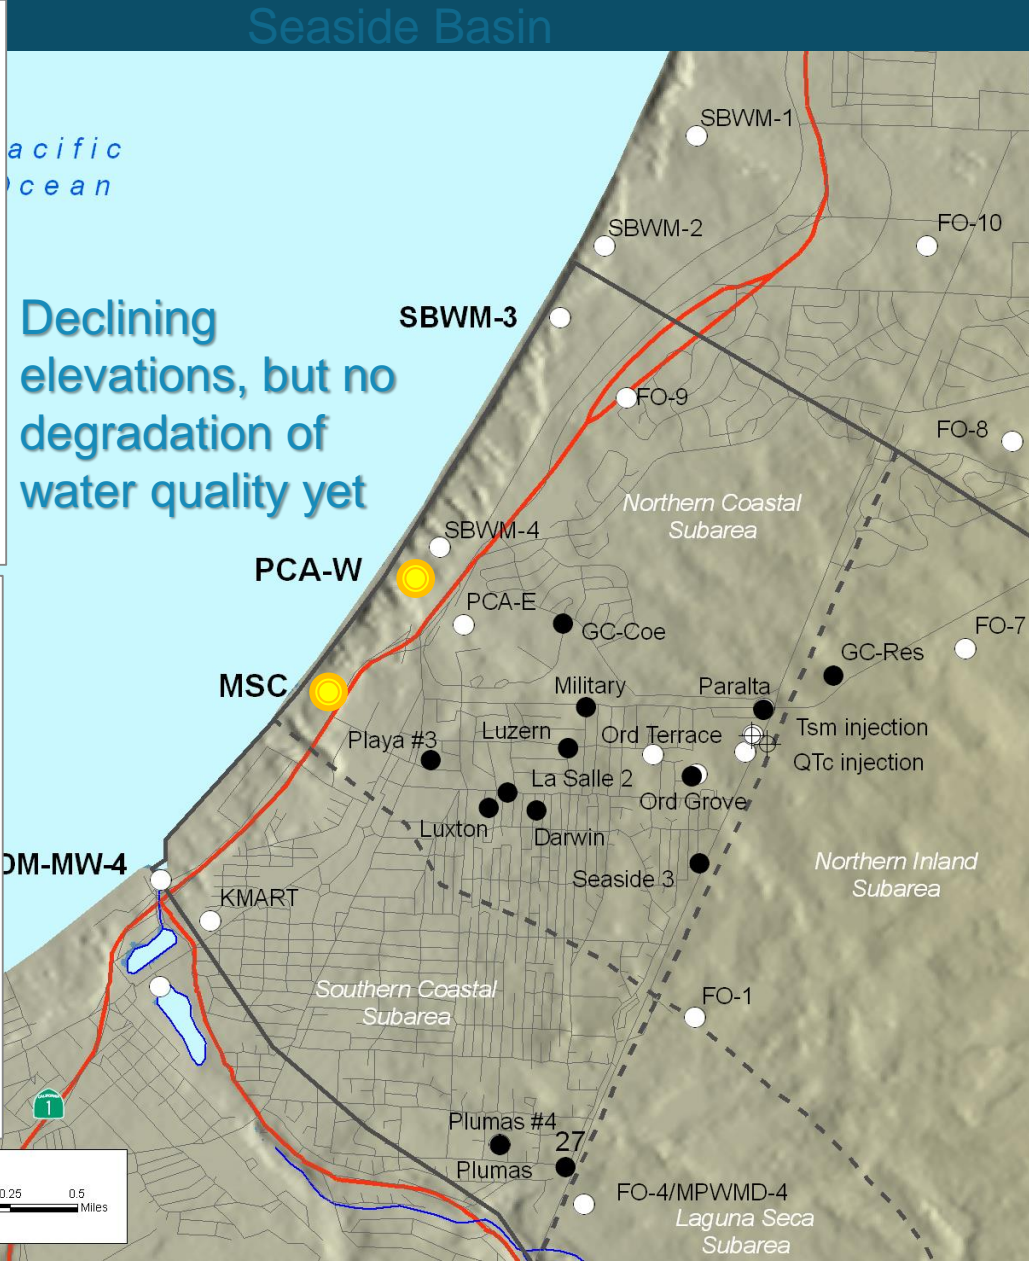 Seaside Basin
acific
cean
SBWM-1
SBWM-2
FO-10
Declining
elevations, but no
degradation of
water quality yet
SBWM-3
FO-9
FO-8
Northern Coastal
Subarea
SBWM-4
PCA-W
PCA-E
GC-Coe
FO-7
GC-Res
MSC
Military
Paralta
Playa #3
Luzern
Ord Terrace
Tsm injection
QTc injection
La Salle 2
Ord Grove
Luxton
Darwin
DM-MW-4
Seaside 3
Northern Inland
Subarea
KMART
Southern Coastal
Subarea
FO-1
CALIFORNIA
1
Plumas #4
27
Plumas
FO-4/MPWMD-4
0.25 0.5
Miles
Laguna Seca
Subarea